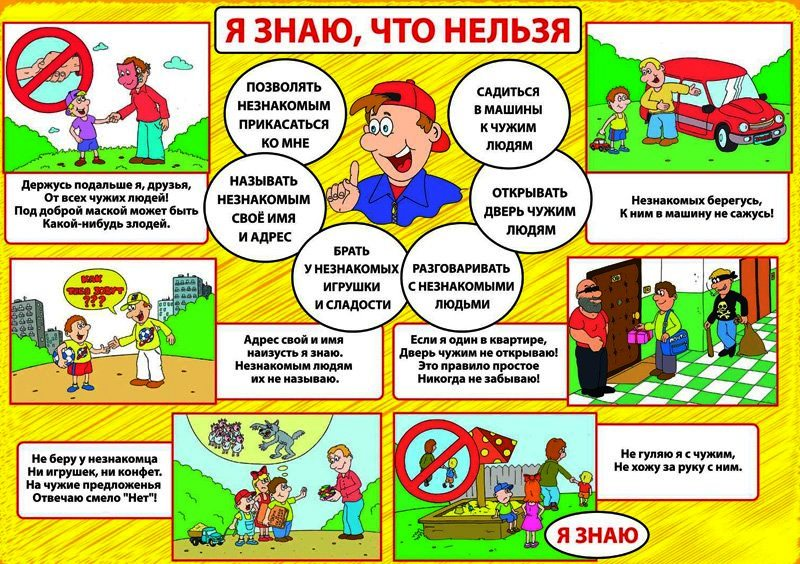 Я ЗНАЮ, ЧТО НЕЛЬЗЯ
ПОЗВОЛЯТЬ
НЕЗНАКОМЫМ
ПРИКАСАТЬСЯ
КО МНЕ
САДИТЬСЯ
В МАШИНЫ
К ЧУЖИМ
ЛЮДЯМ
НАЗЫВАТЬ
НЕЗНАКОМЫМ
СВОЁ ИМЯ
И АДРЕС
ОТКРЫВАТЬ
ДВЕРЬ ЧУЖИМ
ЛЮДЯМ
БРАТЬ
У НЕЗНАКОМЫХ
ИГРУШКИ
И СЛАДОСТИ
РАЗГОВАРИВАТЬ
С НЕЗНАКОМЫМИ
ЛЮДЬМИ
Держусь подальше я, друзья,
От всех чужих людей!
Под доброй маской может быть
Какой-нибудь злодей.
Незнакомых берегусь,
К ним в машину не сажусь!
КАК
ТЕБЯ ЗОВУТ
???
Адрес свой и имя
наизусть я знаю.
Незнакомым людям
их не называю.
Если я один в квартире,
Дверь чужим не открываю!
Это правило простое
Никогда не забываю!
Не беру у незнакомца
Ни игрушек, ни конфет.
На чужие предложенья
Отвечаю смело "Нет"!
Не гуляю я с чужим,
Не хожу за руку с ним.
Я ЗНАЮ